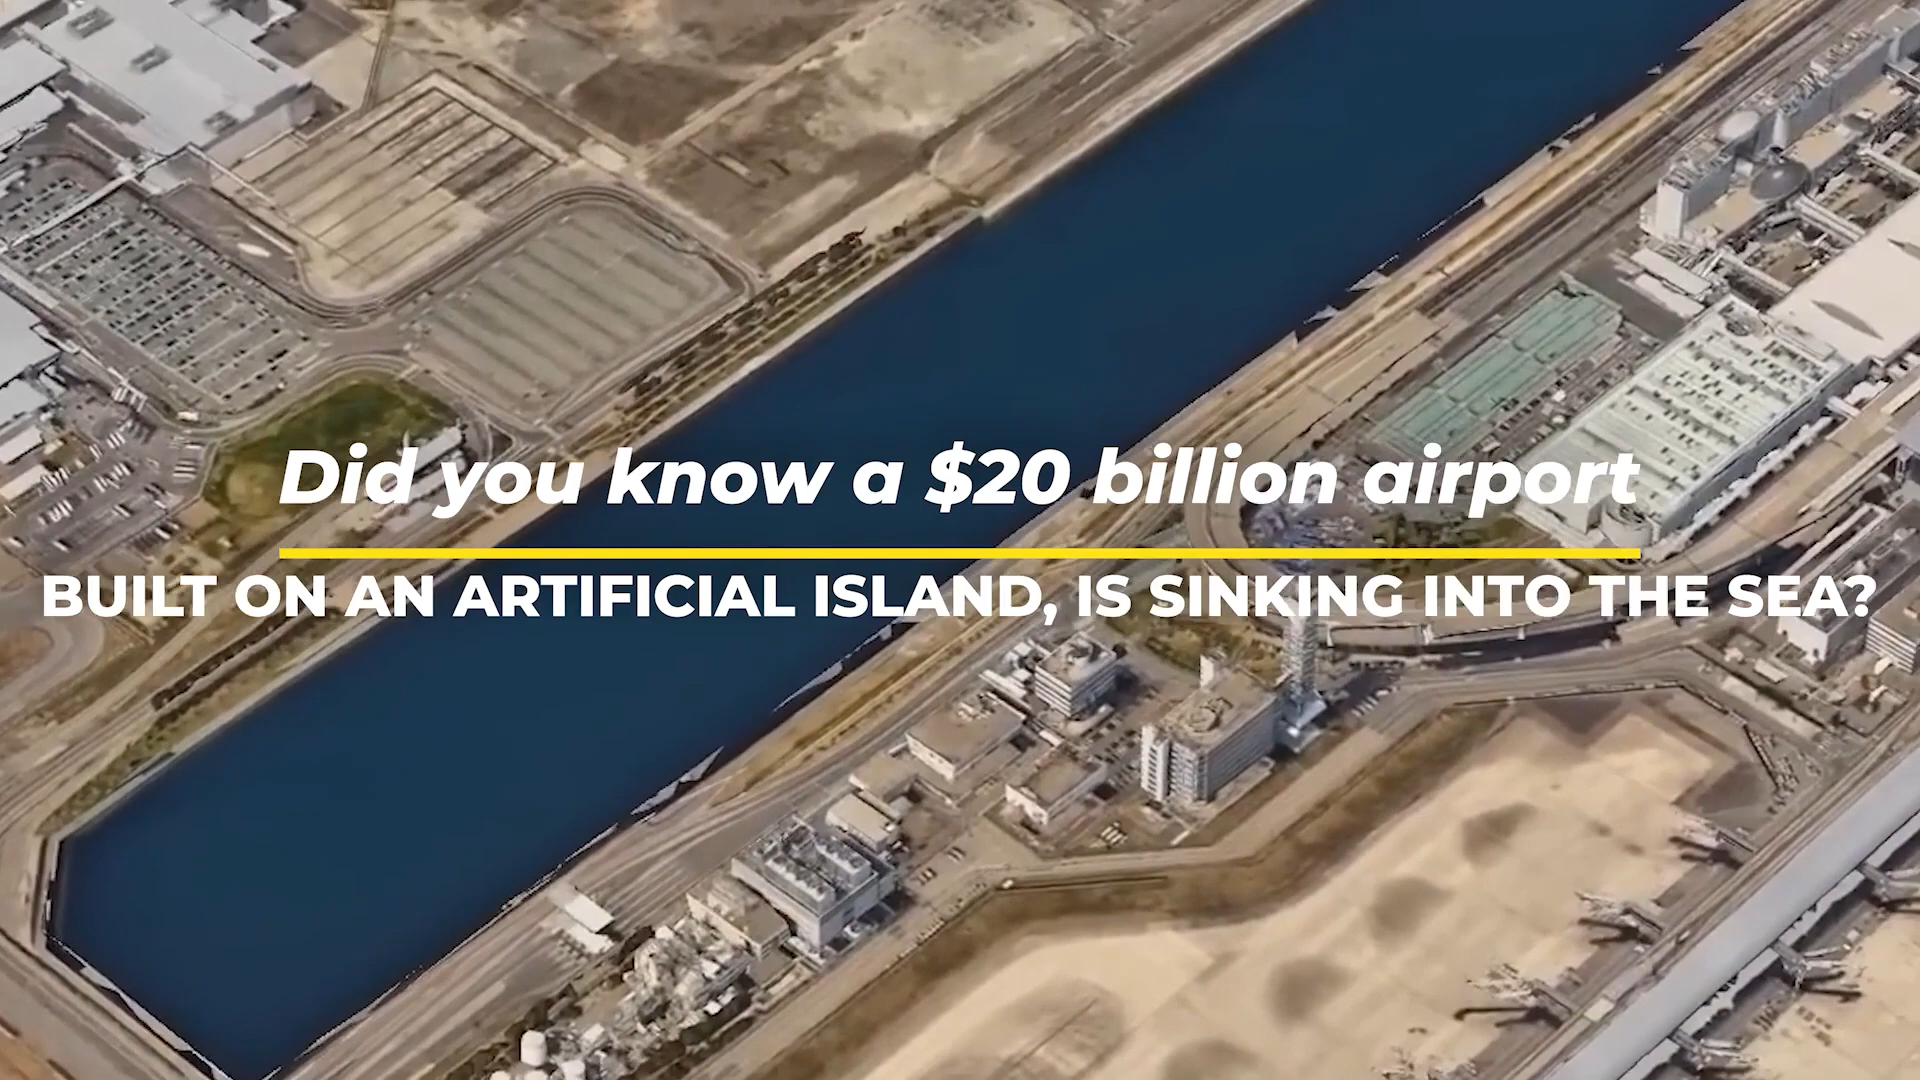 Did you know a $20 billion airport
BUILT ON AN ARTIFICIAL ISLAND, IS SINKING INTO THE SEA?